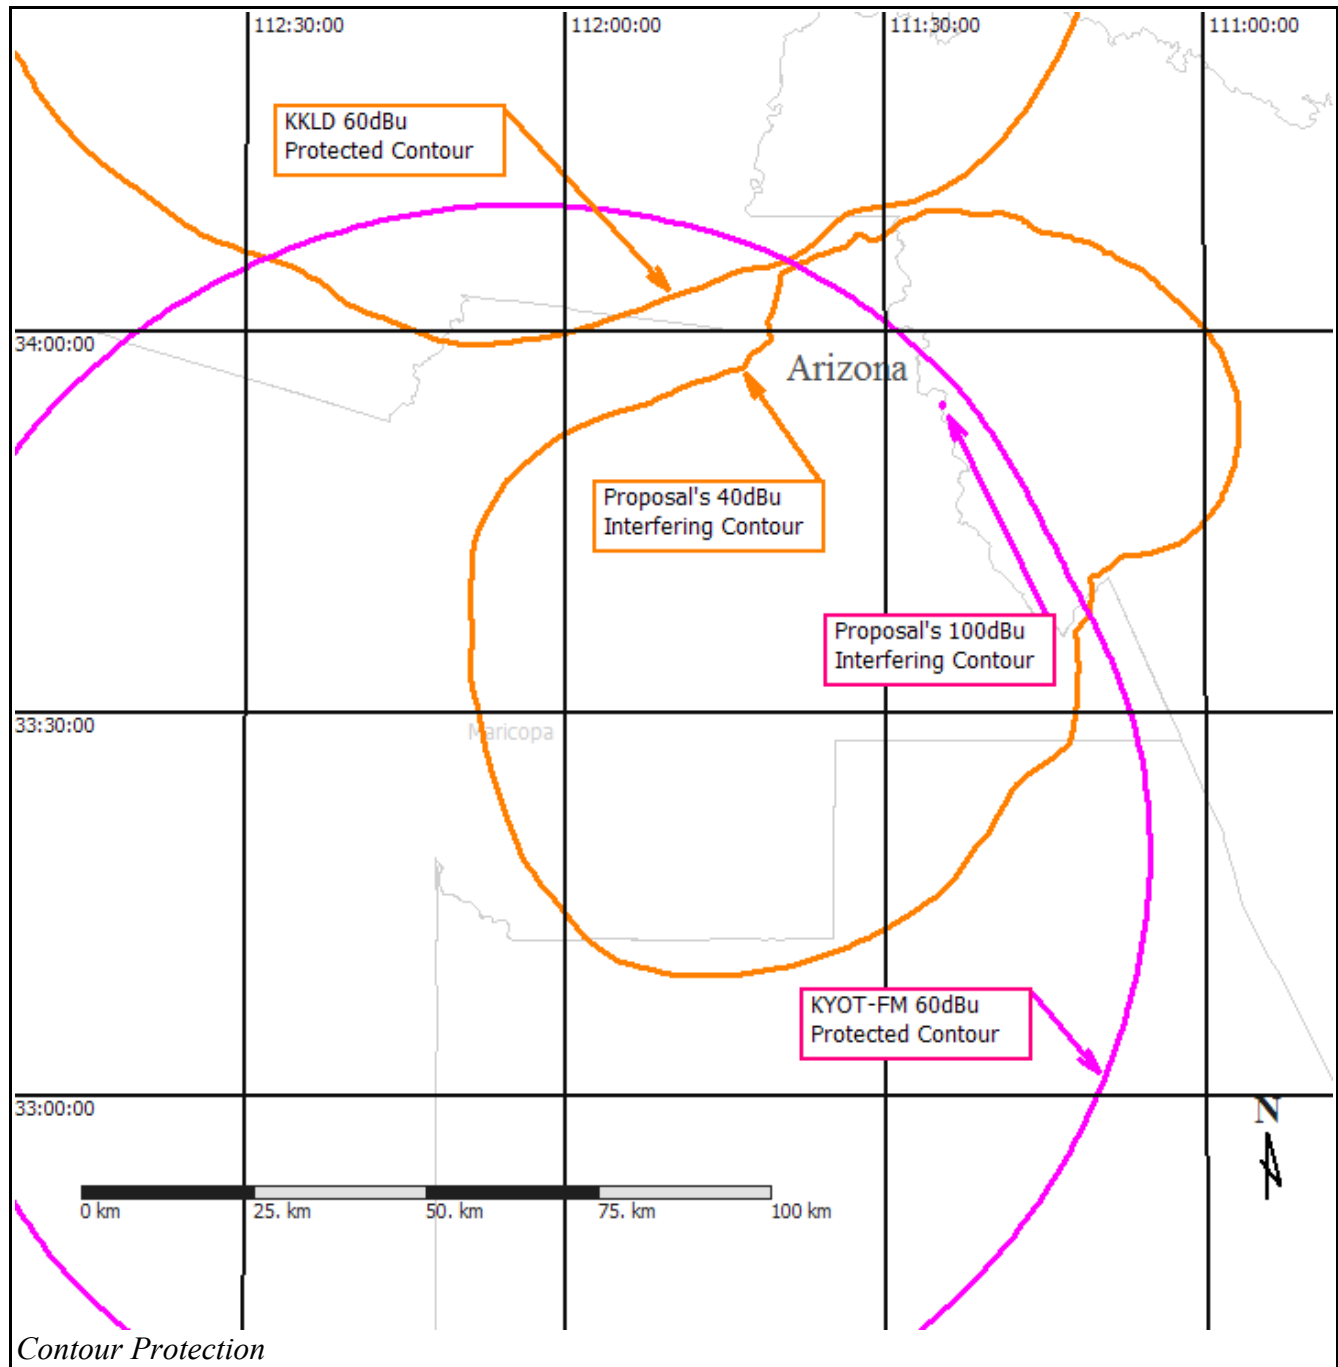 112:30:00
112:00:00
111:30:00
111:00:00
KKLD 60dBu
Protected Contour
34:00:00
Arizona
Proposal's 40dBu
Interfering Contour
Proposal's 100dBu
Interfering Contour
33:30:00
Maricopa
KYOT-FM 60dBu
Protected Contour
33:00:00
N
0 km
25. km
50. km
75. km
100 km
Contour Protection